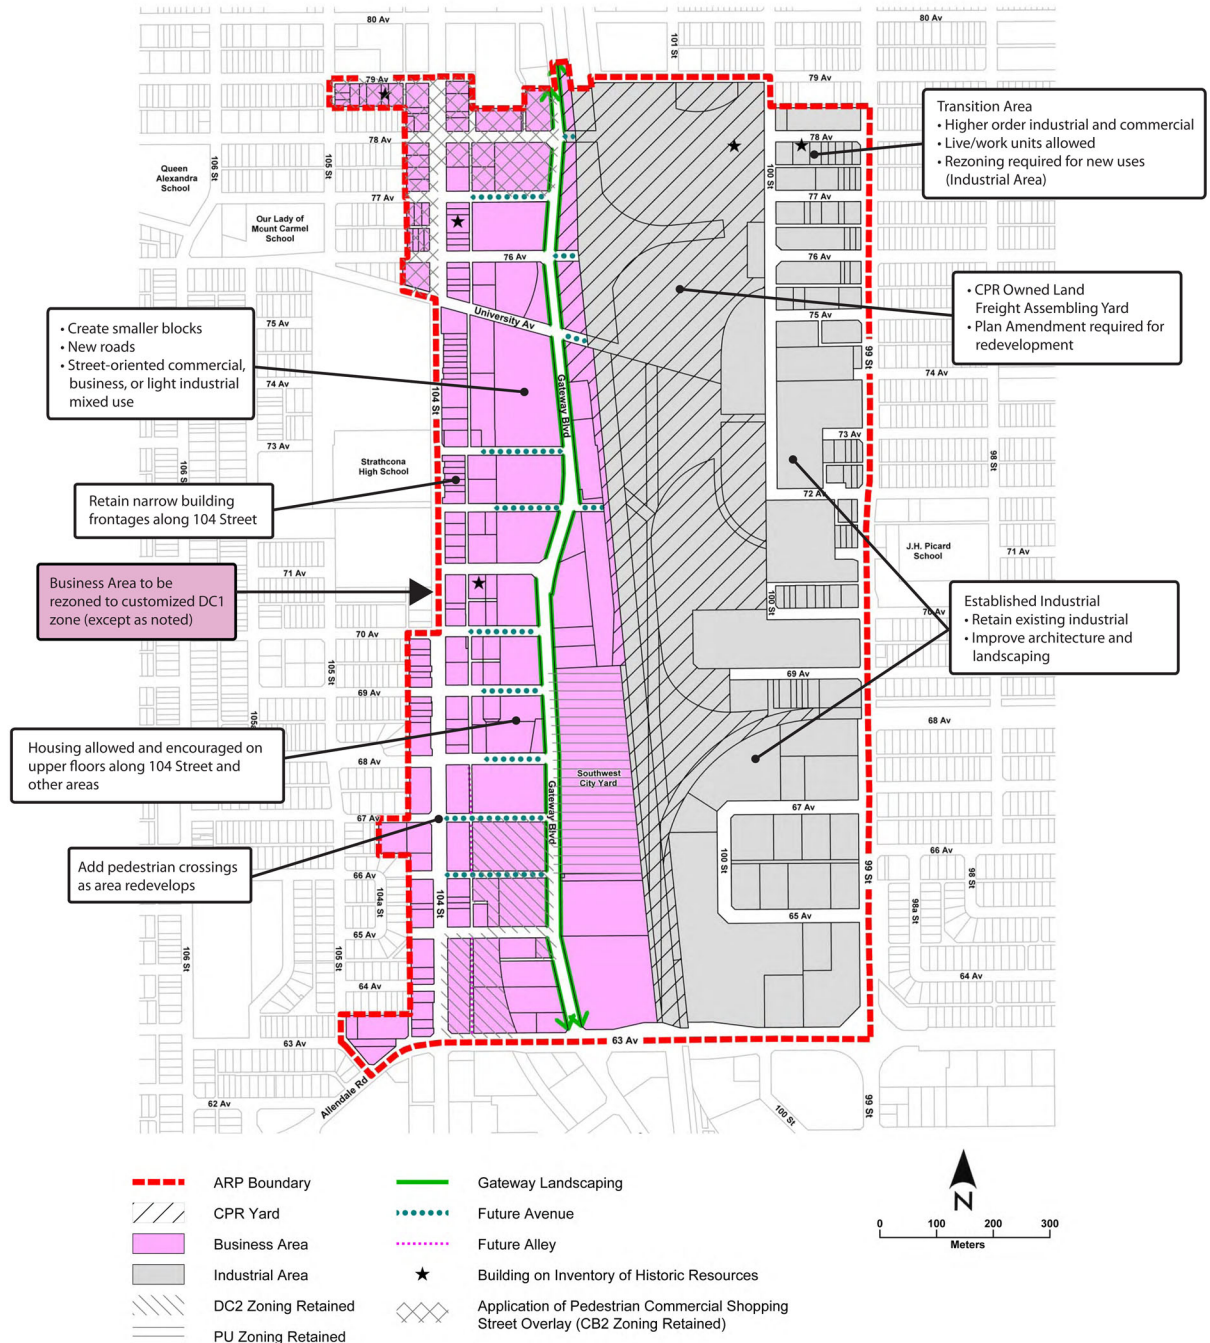 80 Av
80 Av
101 St
79 Av
79 Av
Transition Area
• Higher order industrial and commercial
• Live/work units allowed
• Rezoning required for new uses
(Industrial Area)
78 Av
78 Av
106 St
105 St
Queen
Alexandra
School
100 St
77 Av
77 Av
Our Lady of
Mount Carmel
School
76 Av
76 Av
• CPR Owned Land
Freight Assembling Yard
• Plan Amendment required for
redevelopment
• Create smaller blocks
• New roads
• Street-oriented commercial,
business, or light industrial
mixed use
University Av
75 Av
75 Av
99 St
74 Av
74 Av
104 St
Gateway Blvd
73 Av
73 Av
98 St
106 St
Strathcona
High School
Retain narrow building
frontages along 104 Street
72 Av
J.H. Picard
School
71 Av
71 Av
Business Area to be
rezoned to customized DC1
zone (except as noted)
100 St
70 Av
Established Industrial
• Retain existing industrial
• Improve architecture and
landscaping
70 Av
105 St
69 Av
69 Av
68 Av
Housing allowed and encouraged on
upper floors along 104 Street and
other areas
68 Av
Southwest
City Yard
Gateway Blvd
67 Av
67 Av
Add pedestrian crossings
as area redevelops
100 St
66 Av
66 Av
99 St
98 St
104a St
104 St
98a St
65 Av
65 Av
106 St
105 St
64 Av
64 Av
63 Av
63 Av
Allendale Rd
62 Av
100 St
99 St
ARP Boundary
CPR Yard
Business Area
Industrial Area
DC2 Zoning Retained
PU Zoning Retained
Gateway Landscaping
Future Avenue
Future Alley
Building on Inventory of Historic Resources
Application of Pedestrian Commercial Shopping
Street Overlay (CB2 Zoning Retained)
N
0 100 200 300
Meters